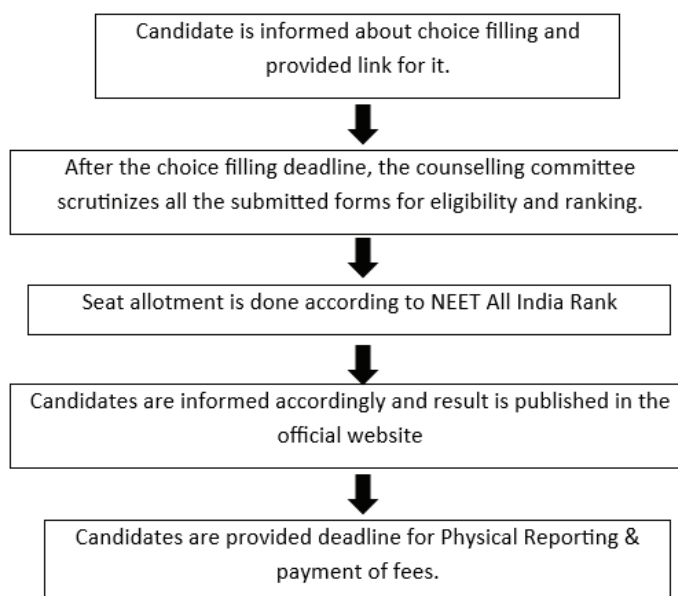 Candidate is informed about choice filling and
provided link for it.
After the choice filling deadline, the counselling committee
scrutinizes all the submitted forms for eligibility and ranking.
Seat allotment is done according to NEET All India Rank
Candidates are informed accordingly and result is published in the
official website
Candidates are provided deadline for Physical Reporting &
payment of fees.